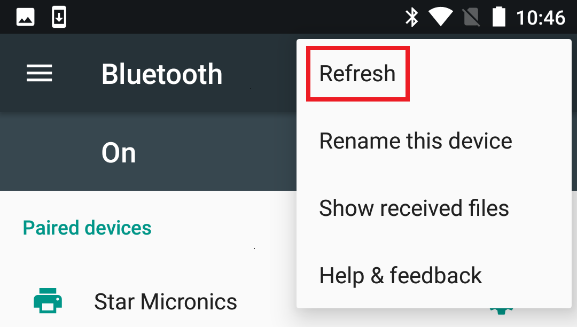 10:46
Bluetooth
Refresh
On
Rename this device
Paired devices
Show received files
Star Micronics
Help & feedback